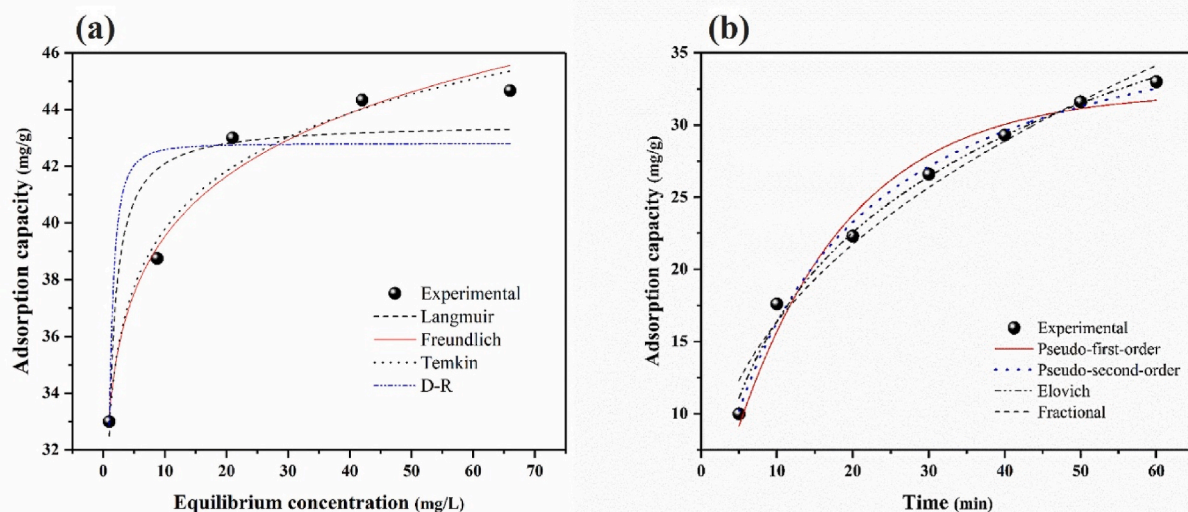 (a)
46
44
42
40
38
36
34
32
Adsorption capacity (mg/g)
Experimental
Langmuir
Freundlich
Temkin
D-R
0
10
20
30
40
50
60
70
Equilibrium concentration (mg/L)
(b)
35
30
25
20
15
10
Adsorption capacity (mg/g)
Experimental
Pseudo-first-order
Pseudo-second-order
Elovich
Fractional
0
10
20
30
40
50
60
Time (min)